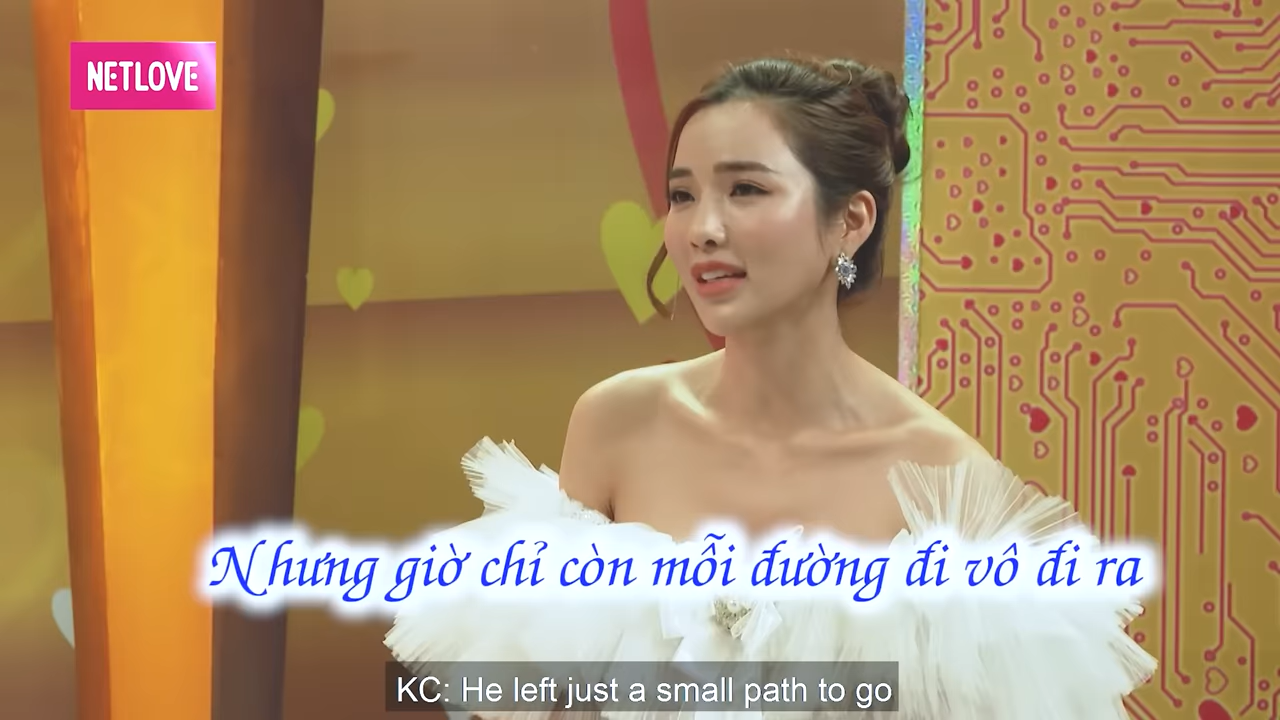 NETLOVE
Nhưng giờ chỉ còn mỗi đường đi vô đi ra
KC: He left just a small path to go